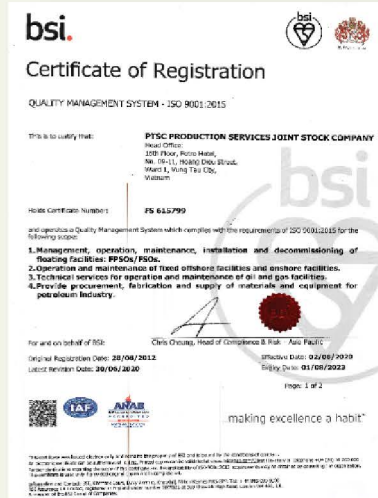 bsi.
bsi
Certificate of Registration
QUALITY MANAGEMENT SYSTEM - ISO 9001:2015
This is to certify that:
PTSC PRODUCTION SERVICES JOINT STOCK COMPANY
Head Office:
16th Floor, Petro Hotel,
No. 09-11, Hoang Dieu Street,
Ward 1, Vung Tau City,
Vietnam
bsi
Holds Certificate Number:
FS 615799
and operates a Quality Management System which complies with the requirements of ISO 9001:2015 for the
following scope:
1.Management, operation, maintenance, installation and decommissioning of
floating facilities: FPSOs/FSOs.
2.Operation and maintenance of fixed offshore facilities and onshore facilities.
3.Technical services for operation and maintenance of oil and gas facilities.
4.Provide procurement, fabrication and supply of materials and equipment for
petroleum industry.
For and on behalf of BSI:
Chris Cheung, Head of Compliance & Risk - Asia Pacific
Original Registration Date: 28/08/2012
Effective Date: 02/08/2020
Latest Revision Date: 20/06/2020
Expiry Date: 01/08/2023
Page: 1 of 2
IAF
ANAB
...making excellence a habit